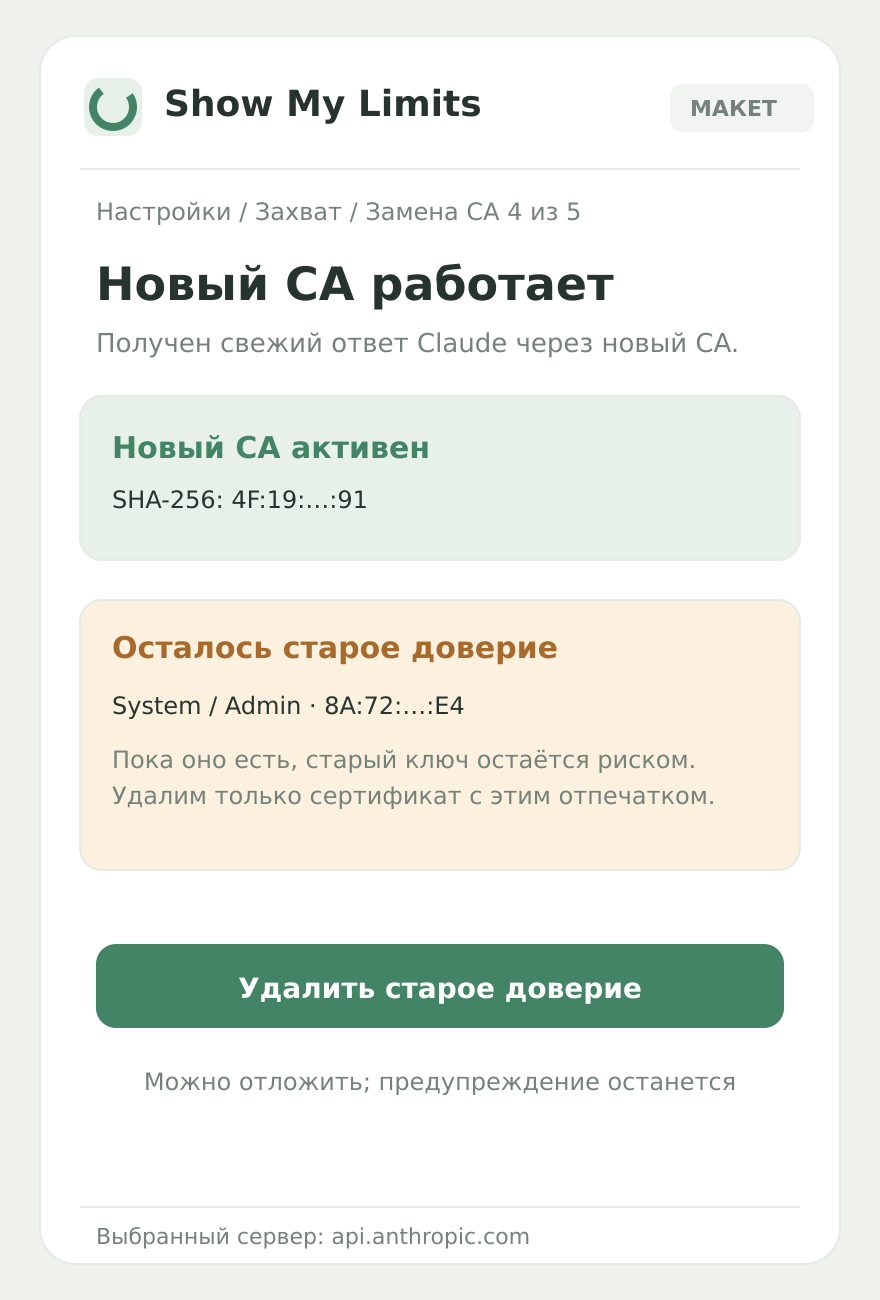 Show My Limits
МАКЕТ
Настройки / Захват / Замена CA 4 из 5
Новый CA работает
Получен свежий ответ Claude через новый CA.
Новый CA активен
SHA-256: 4F:19:…:91
Осталось старое доверие
System / Admin · 8A:72:…:E4
Пока оно есть, старый ключ остаётся риском.
Удалим только сертификат с этим отпечатком.
Удалить старое доверие
Можно отложить; предупреждение останется
Выбранный сервер: api.anthropic.com